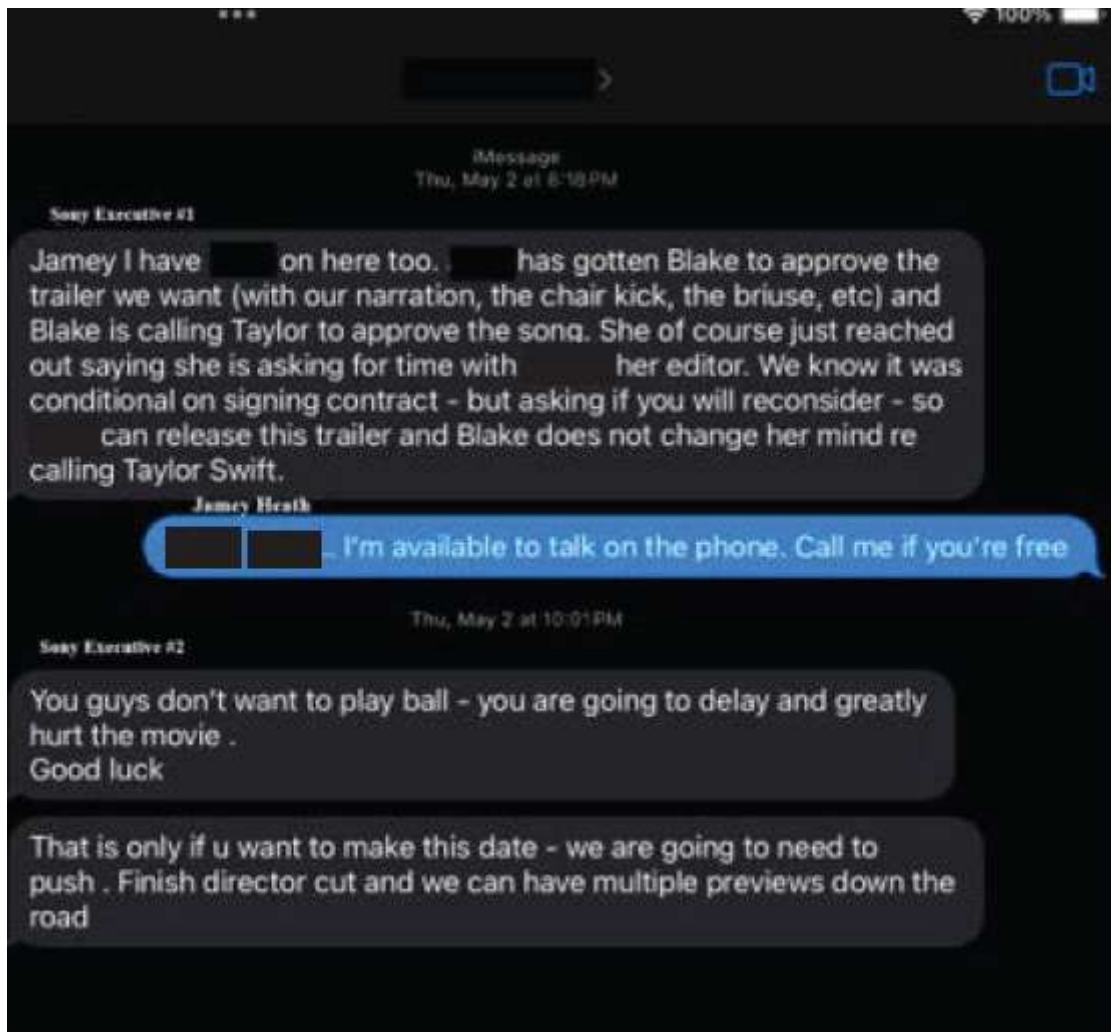 100%
iMessage
Thu, May 2 at 6:18 PM
Sony Executive #1
Jamey I have on here too. has gotten Blake to approve the
trailer we want (with our narration, the chair kick, the briuse, etc) and
Blake is calling Taylor to approve the song. She of course just reached
out saying she is asking for time with her editor. We know it was
conditional on signing contract - but asking if you will reconsider - so
can release this trailer and Blake does not change her mind re
calling Taylor Swift.
Jamey Heath
... I'm available to talk on the phone. Call me if you're free
Thu, May 2 at 10:01 PM
Sony Executive #2
You guys don't want to play ball - you are going to delay and greatly
hurt the movie .
Good luck
That is only if u want to make this date - we are going to need to
push . Finish director cut and we can have multiple previews down the
road